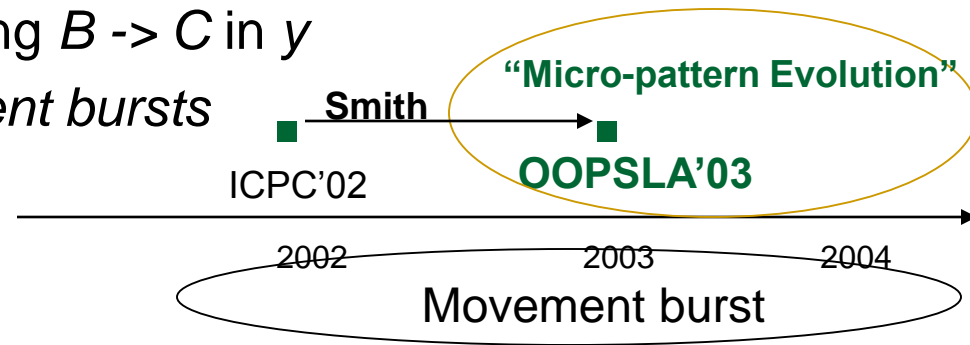 ng B -> C in y
“Micro-pattern Evolution”
ent bursts
Smith
ICPC’02
OOPSLA’03
2002 2003 2004
Movement burst